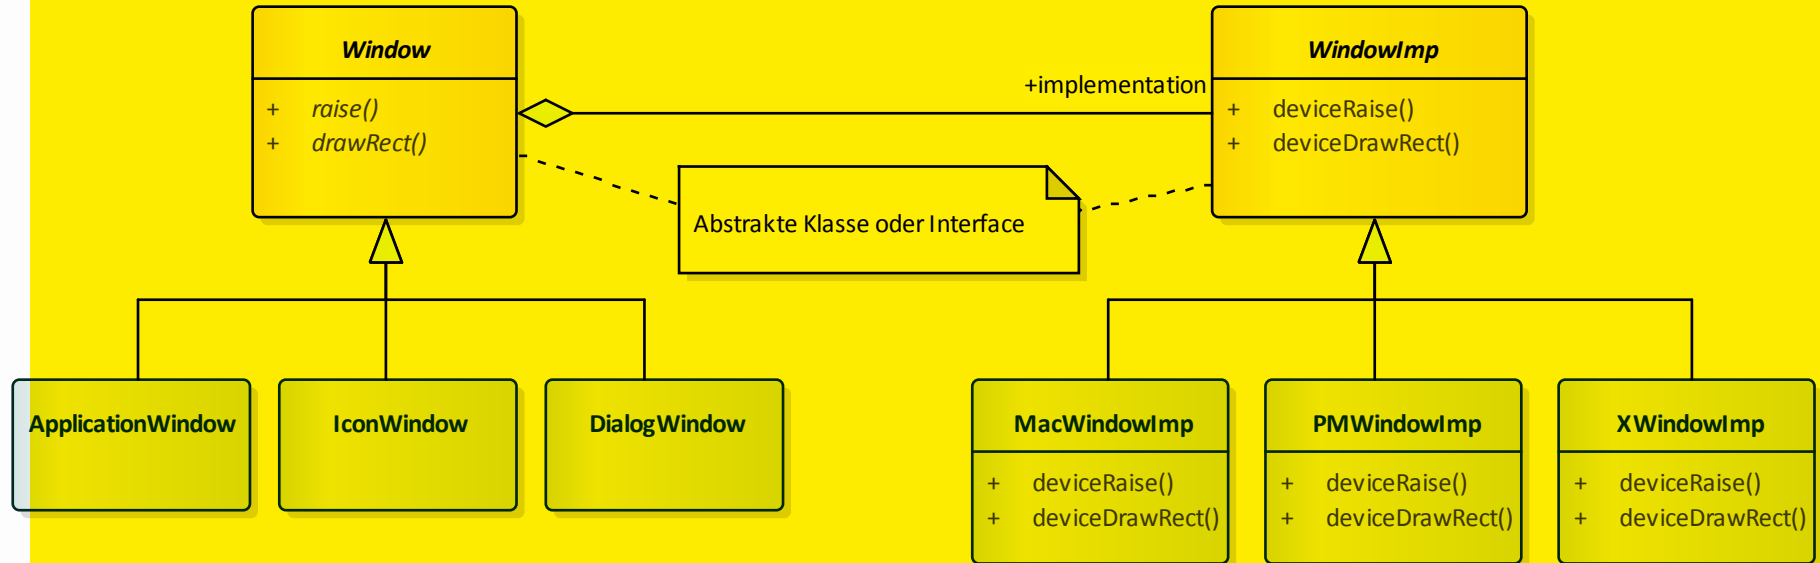 Window
+ raise()
+ drawRect()
+implementation
WindowImp
+ deviceRaise()
+ deviceDrawRect()
Abstrakte Klasse oder Interface
ApplicationWindow
IconWindow
DialogWindow
MacWindowImp
+ deviceRaise()
+ deviceDrawRect()
PMWindowImp
+ deviceRaise()
+ deviceDrawRect()
XWindowImp
+ deviceRaise()
+ deviceDrawRect()